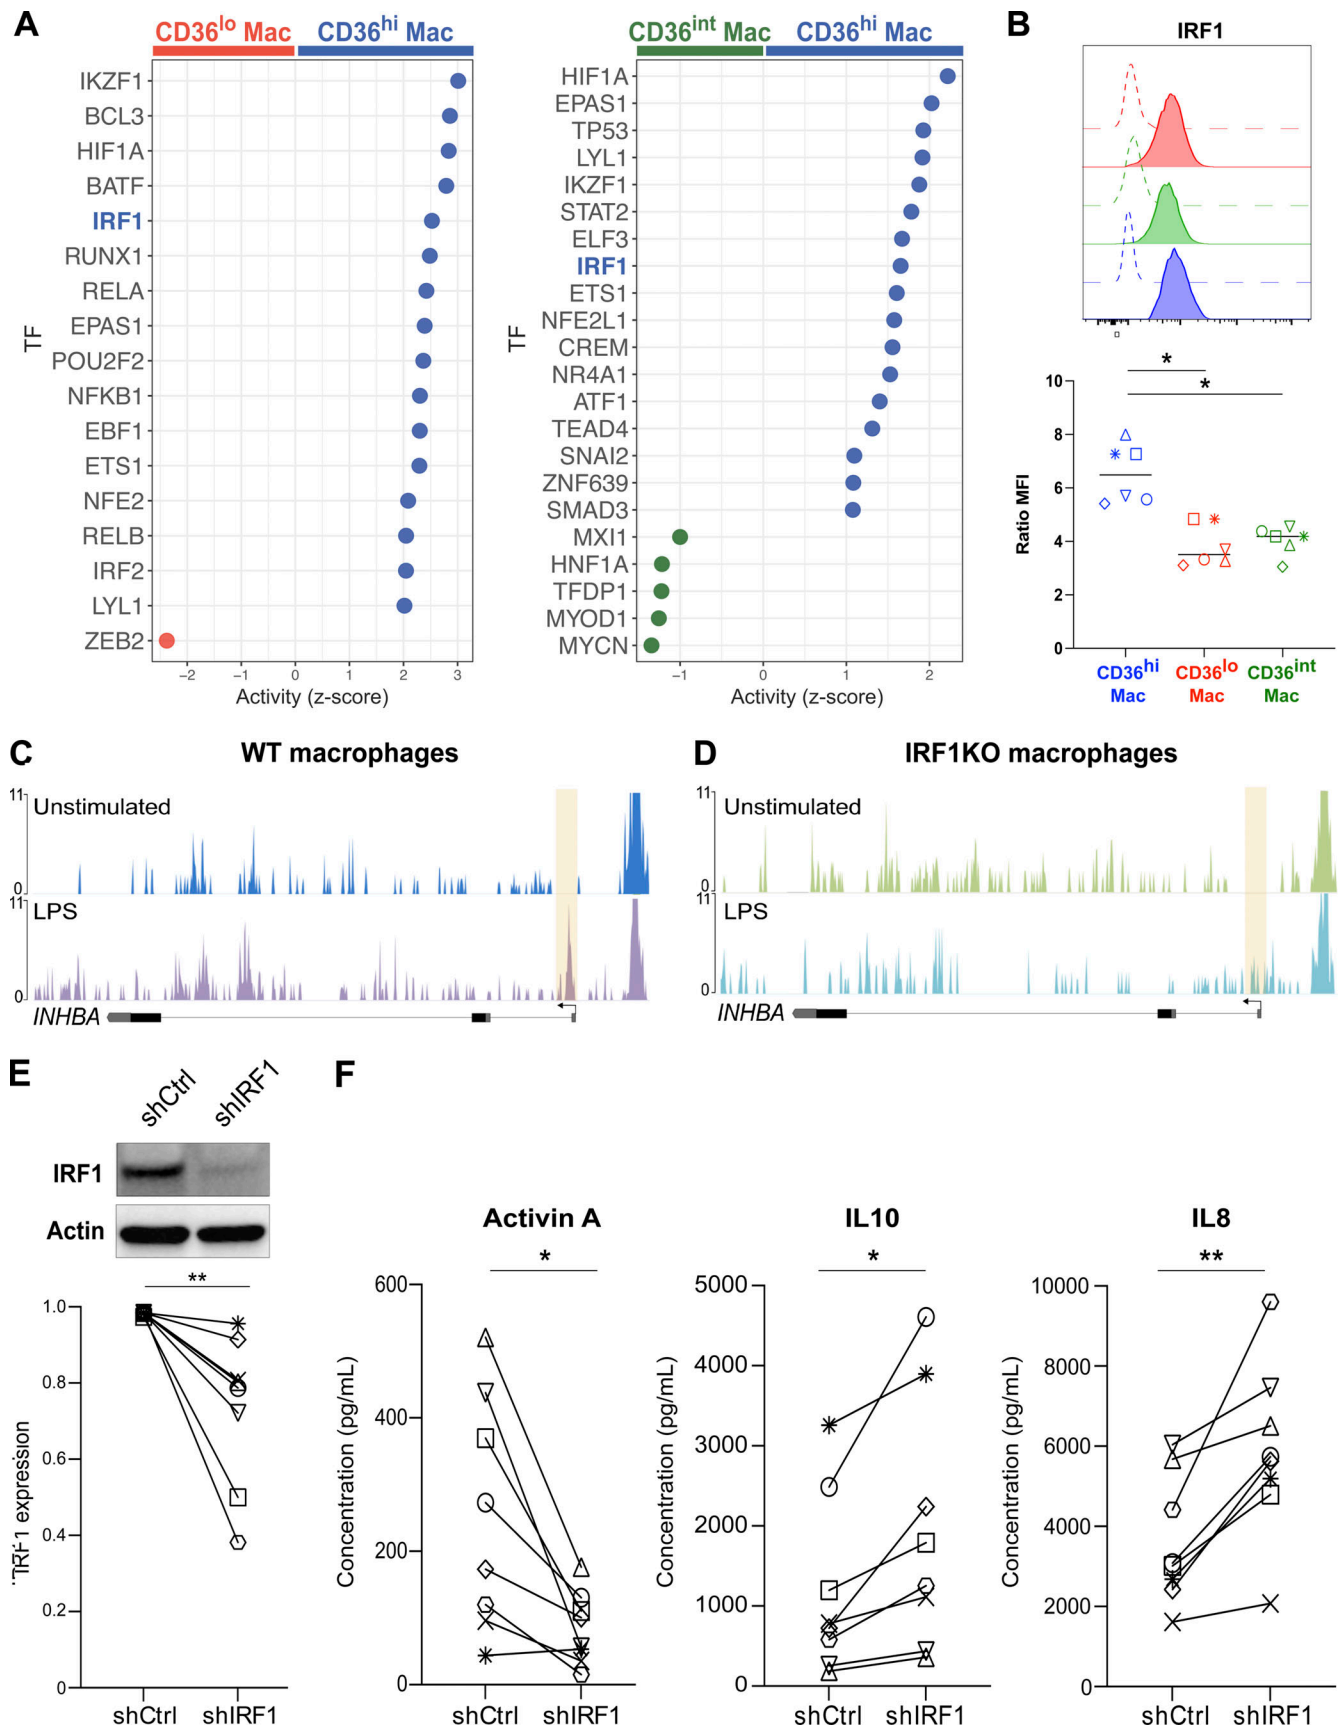 A
CD36lo Mac CD36hi Mac
IKZF1
BCL3
HIF1A
BATF
IRF1
RUNX1
RELA
EPAS1
POU2F2
NFKB1
EBF1
ETS1
NFE2
RELB
IRF2
LYL1
ZEB2
TF
−2 −1 0 1 2 3
Activity (z-score)
CD36int Mac CD36hi Mac
HIF1A
EPAS1
TP53
LYL1
IKZF1
STAT2
ELF3
IRF1
ETS1
NFE2L1
CREM
NR4A1
ATF1
TEAD4
SNAI2
ZNF639
SMAD3
MXI1
HNF1A
TFDP1
MYOD1
MYCN
TF
−1 0 1 2
Activity (z-score)
B
IRF1
*
*
10
8
6
4
2
0
Ratio MFI
CD36hi Mac
CD36lo Mac
CD36int Mac
C
WT macrophages
11
Unstimulated
0
11
LPS
0
INHBA
D
IRF1KO macrophages
11
Unstimulated
0
11
LPS
0
INHBA
E
shCtrl shIRF1
IRF1
Actin
**
1.0
0.8
0.6
0.4
0.2
0
IRF1 expression
shCtrl shIRF1
F
Activin A
*
600
400
200
0
Concentration (pg/mL)
shCtrl shIRF1
IL10
*
5000
4000
3000
2000
1000
0
Concentration (pg/mL)
shCtrl shIRF1
IL8
**
10000
8000
6000
4000
2000
0
Concentration (pg/mL)
shCtrl shIRF1